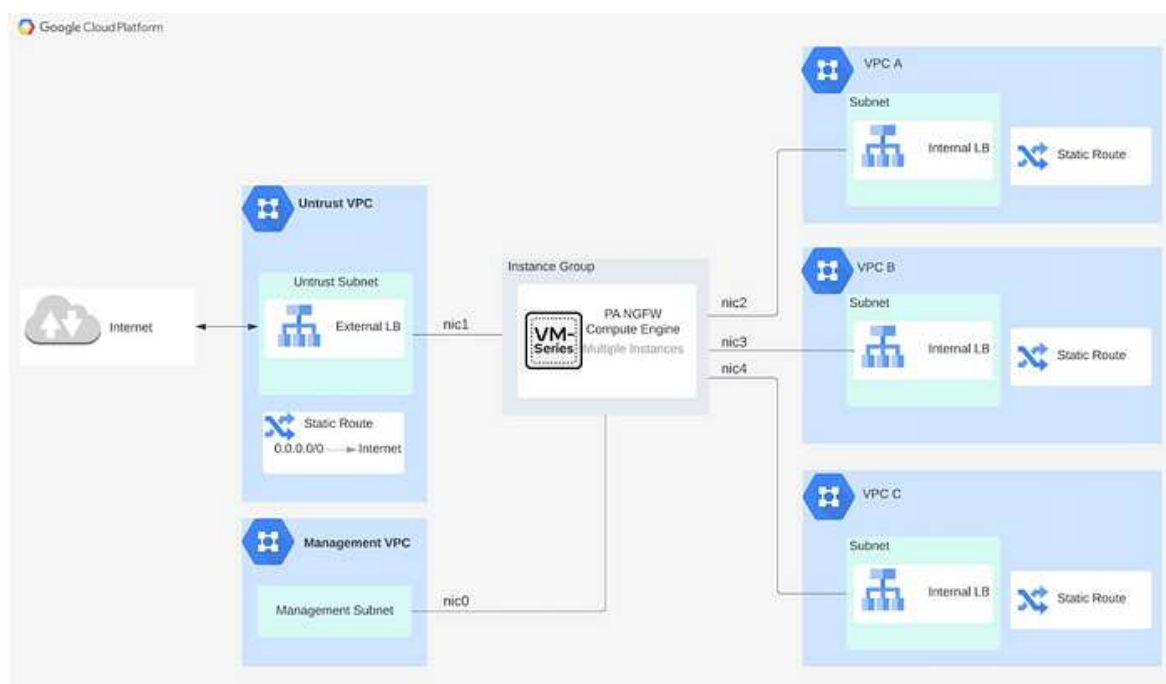 Google Cloud Platform
Internet
Untrust VPC
Untrust Subnet
External LB
Static Route
0.0.0.0/0 Internet
Management VPC
Management Subnet
nic1
nic0
Instance Group
VM-
Series
PA NGFW
Compute Engine
Multiple Instances
nic2
nic3
nic4
VPC A
Subnet
Internal LB
Static Route
VPC B
Subnet
Internal LB
Static Route
VPC C
Subnet
Internal LB
Static Route